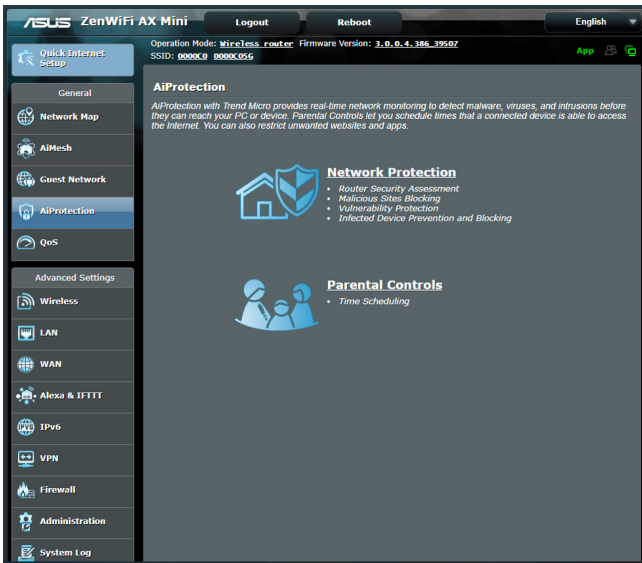 ASUS ZenWiFi AX Mini
Logout
Reboot
English
Operation Mode: Wireless router Firmware Version: 3.0.0.4.386_39507
SSID: 0000C0 0000C05G
App
Quick Internet
Setup
General
Network Map
AiMesh
Guest Network
AiProtection
QoS
Advanced Settings
Wireless
LAN
WAN
Alexa & IFTTT
IPv6
VPN
Firewall
Administration
System Log
AiProtection
AiProtection with Trend Micro provides real-time network monitoring to detect malware, viruses, and intrusions before
they can reach your PC or device. Parental Controls let you schedule times that a connected device is able to access
the Internet. You can also restrict unwanted websites and apps.
Network Protection
• Router Security Assessment
• Malicious Sites Blocking
• Vulnerability Protection
• Infected Device Prevention and Blocking
Parental Controls
• Time Scheduling